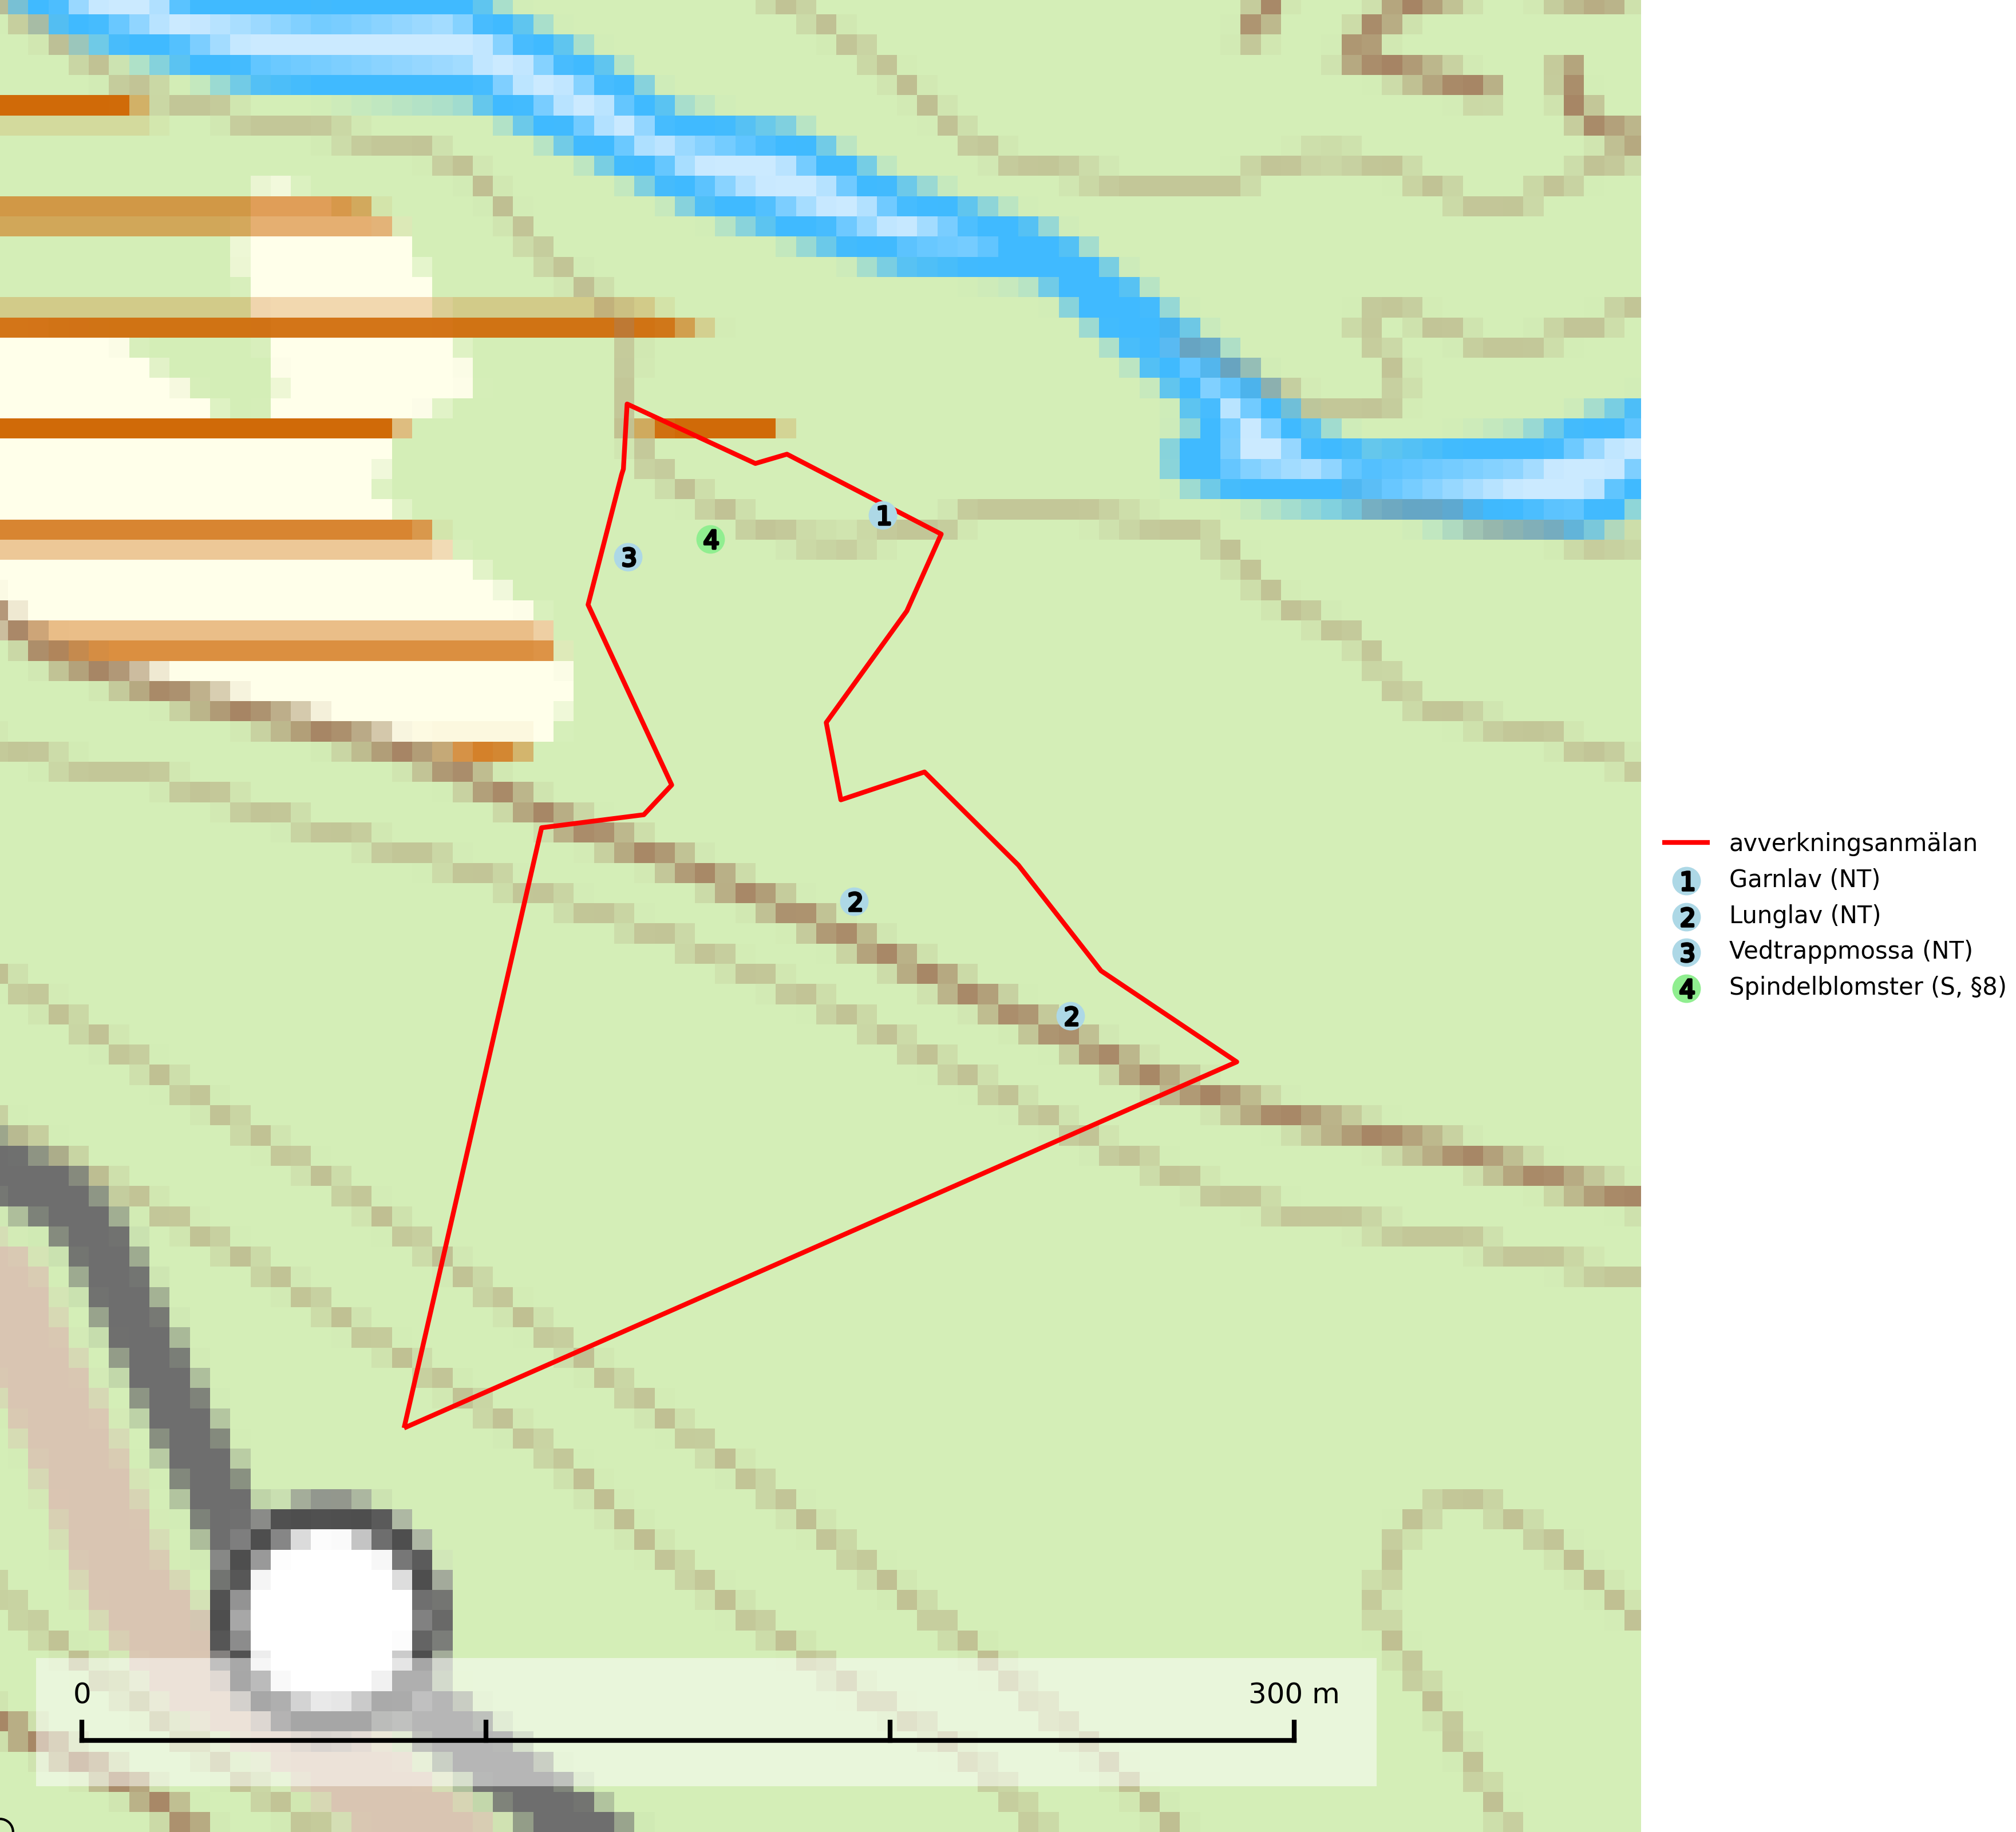 1
4
3
2
2
avverkningsanmälan
1 Garnlav (NT)
2 Lunglav (NT)
3 Vedtrappmossa (NT)
4 Spindelblomster (S, §8)
0 300 m